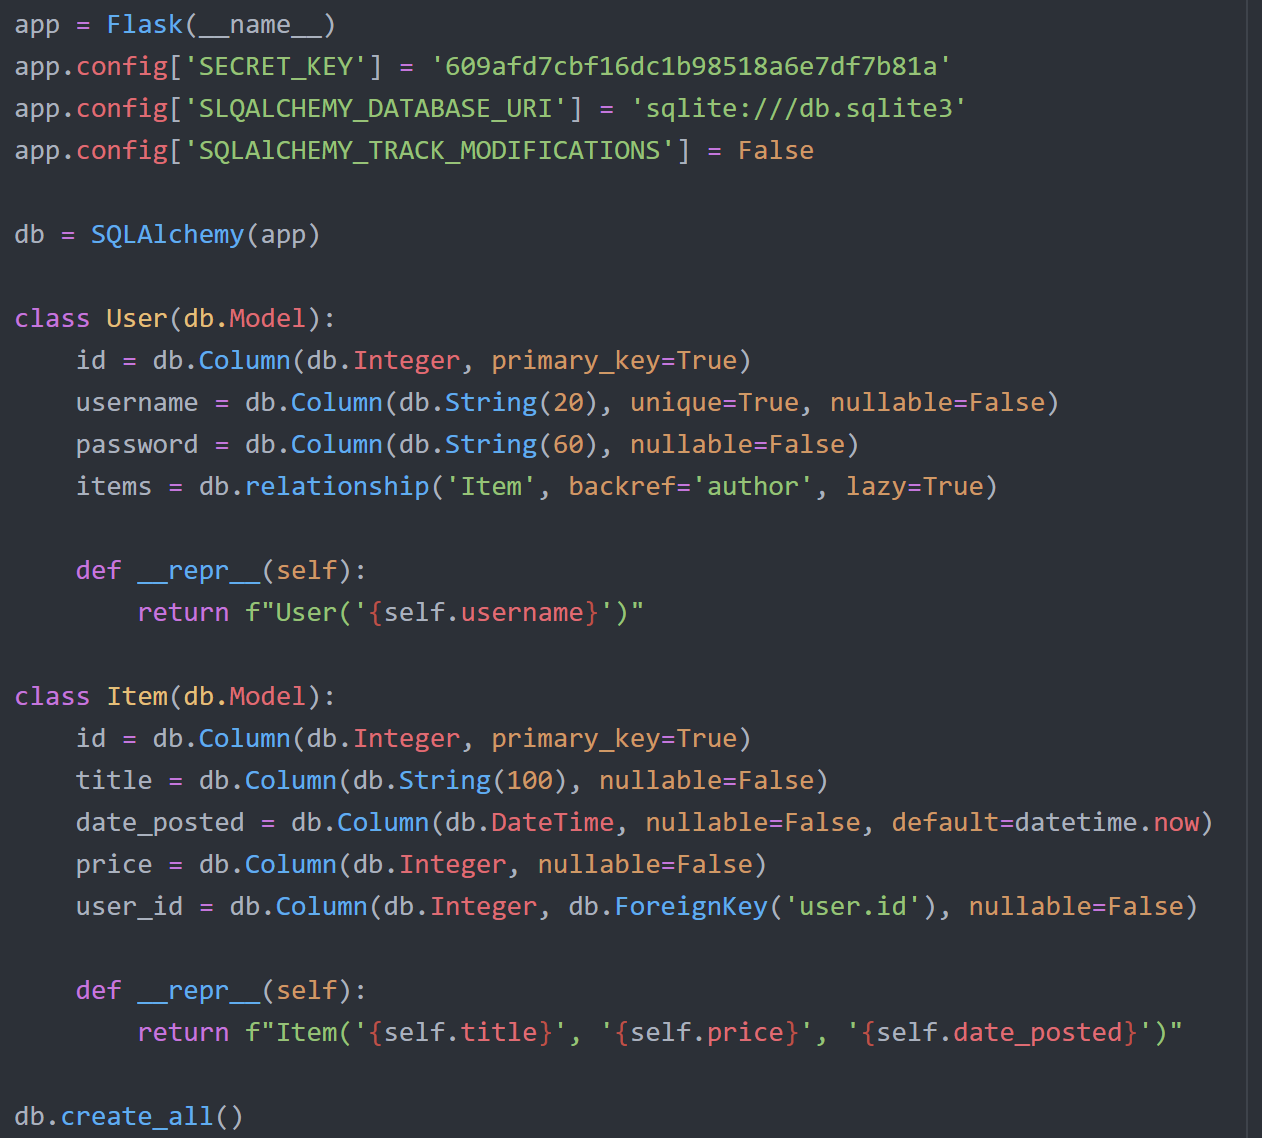 app = Flask(__name__)
app.config['SECRET_KEY'] = '609afd7cbf16dc1b98518a6e7df7b81a'
app.config['SLQALCHEMY_DATABASE_URI'] = 'sqlite:///db.sqlite3'
app.config['SQLAlCHEMY_TRACK_MODIFICATIONS'] = False

db = SQLAlchemy(app)

class User(db.Model):
    id = db.Column(db.Integer, primary_key=True)
    username = db.Column(db.String(20), unique=True, nullable=False)
    password = db.Column(db.String(60), nullable=False)
    items = db.relationship('Item', backref='author', lazy=True)

    def __repr__(self):
        return f"User('{self.username}')"

class Item(db.Model):
    id = db.Column(db.Integer, primary_key=True)
    title = db.Column(db.String(100), nullable=False)
    date_posted = db.Column(db.DateTime, nullable=False, default=datetime.now)
    price = db.Column(db.Integer, nullable=False)
    user_id = db.Column(db.Integer, db.ForeignKey('user.id'), nullable=False)

    def __repr__(self):
        return f"Item('{self.title}', '{self.price}', '{self.date_posted}')"

db.create_all()